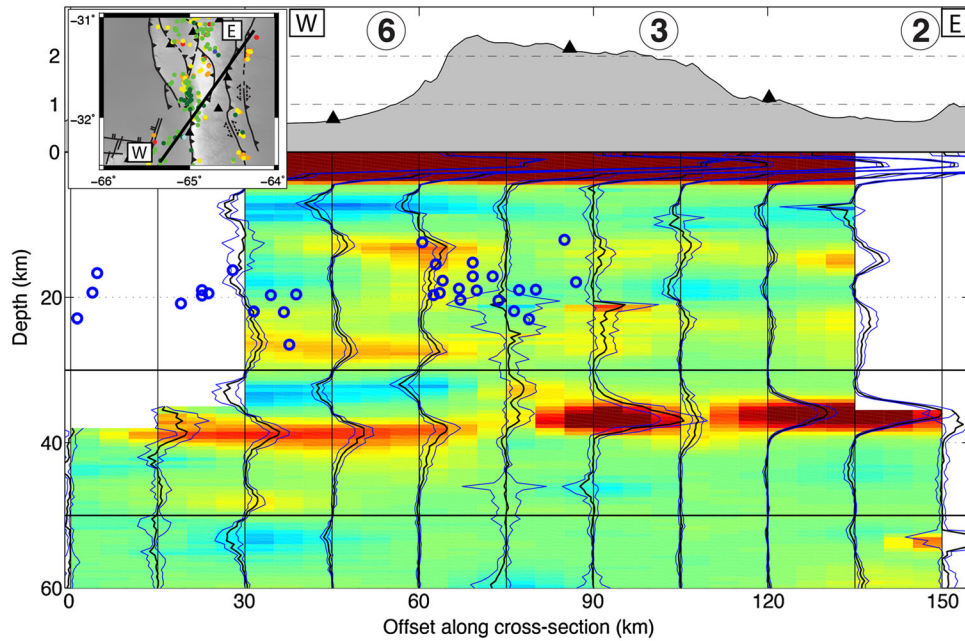 −31° E W 6 3 2 E
−32°
W
−66° −65° −64°
2
1
0
20
40
60
Depth (km)
0 30 60 90 120 150
Offset along cross-section (km)